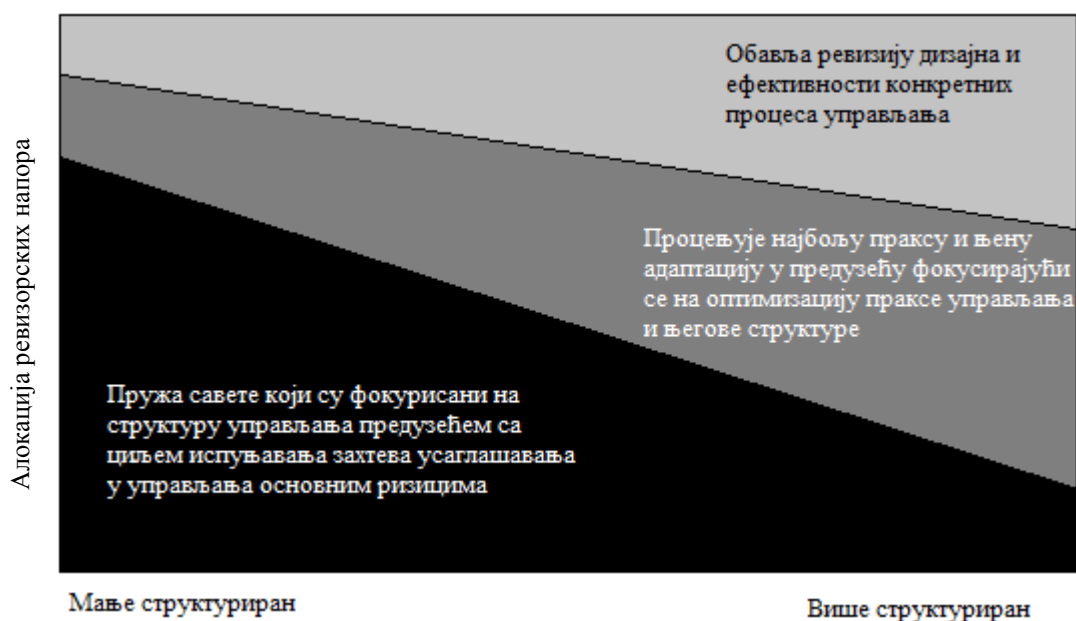 Обавља ревизију дизајна и
ефективности конкретних
процеса управљања
Алокација ревизорских напора
Процењује најбољу праксу и њену
адаптацију у предузећу фокусирајући
се на оптимизацију праксе управљања
и његове структуре
Пружа савете који су фокурисани на
структуру управљања предузећем са
циљем испуњавања захтева усаглашавања
у управљања основним ризицима
Мање структуриран
Више структуриран